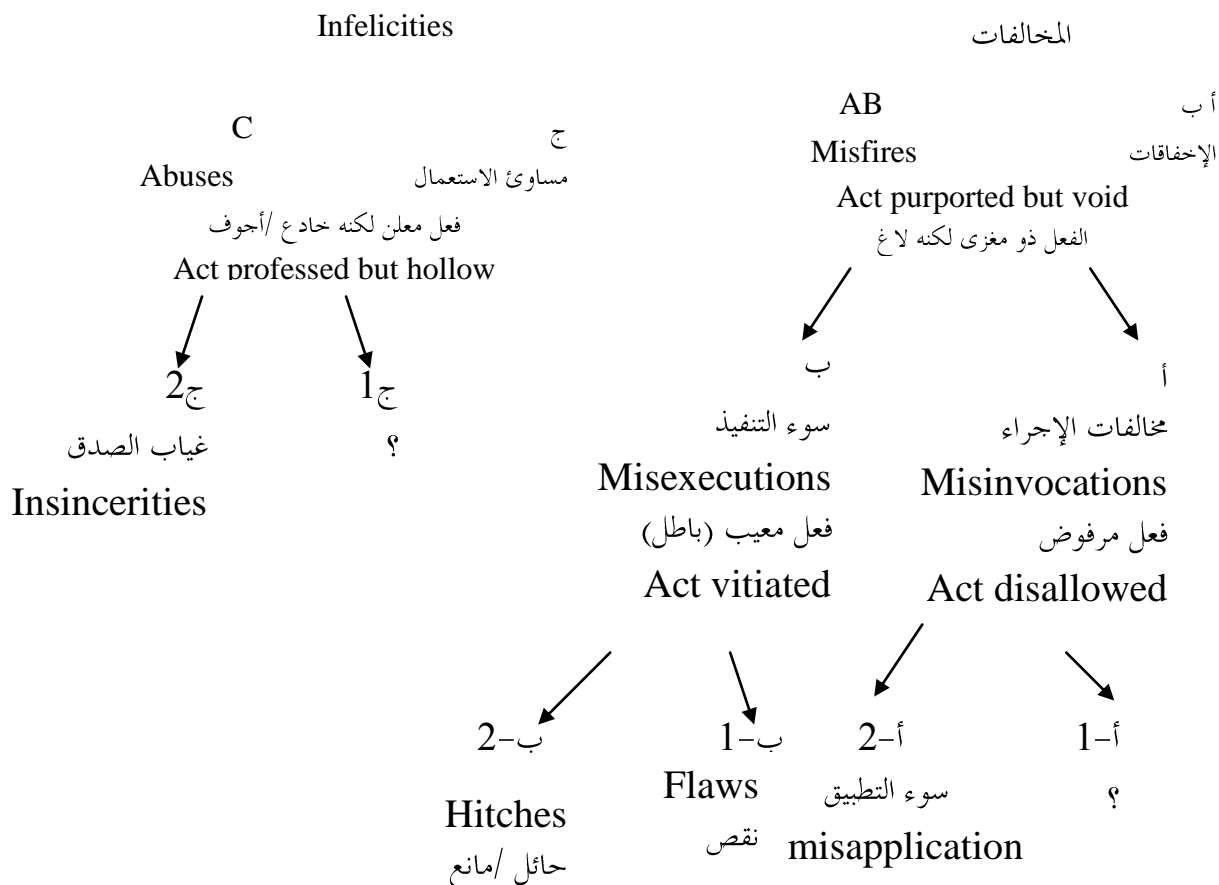 المخالفات
Infelicities
أ ب
AB
الإخفاقات
Misfires
Act purported but void
الفعل ذو مغزى لكنه لاغ
ج
C
مساوئ الاستعمال
Abuses
فعل معلن لكنه خادع /أجوف
Act professed but hollow
أ
مخالفات الإجراء
Misinvocations
فعل مرفوض
Act disallowed
ب
سوء التنفيذ
Misexecutions
فعل معيب (باطل)
Act vitiated
ج1
؟
ج2
غياب الصدق
Insincerities
أ-1
؟
أ-2
سوء التطبيق
misapplication
ب-1
Flaws
نقص
ب-2
Hitches
حائل /مانع